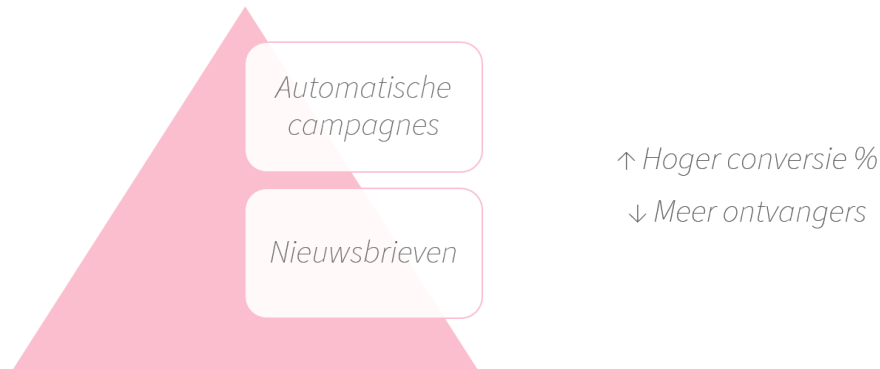 Automatische
campagnes
↑ Hoger conversie %
↓ Meer ontvangers
Nieuwsbrieven